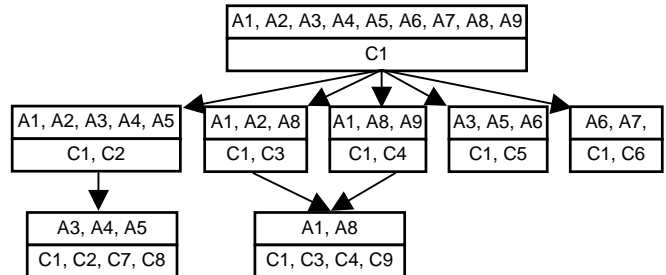 A1, A2, A3, A4, A5, A6, A7, A8, A9
C1
A1, A2, A3, A4, A5
C1, C2
A1, A2, A8
C1, C3
A1, A8, A9
C1, C4
A3, A5, A6
C1, C5
A6, A7,
C1, C6
A3, A4, A5
C1, C2, C7, C8
A1, A8
C1, C3, C4, C9